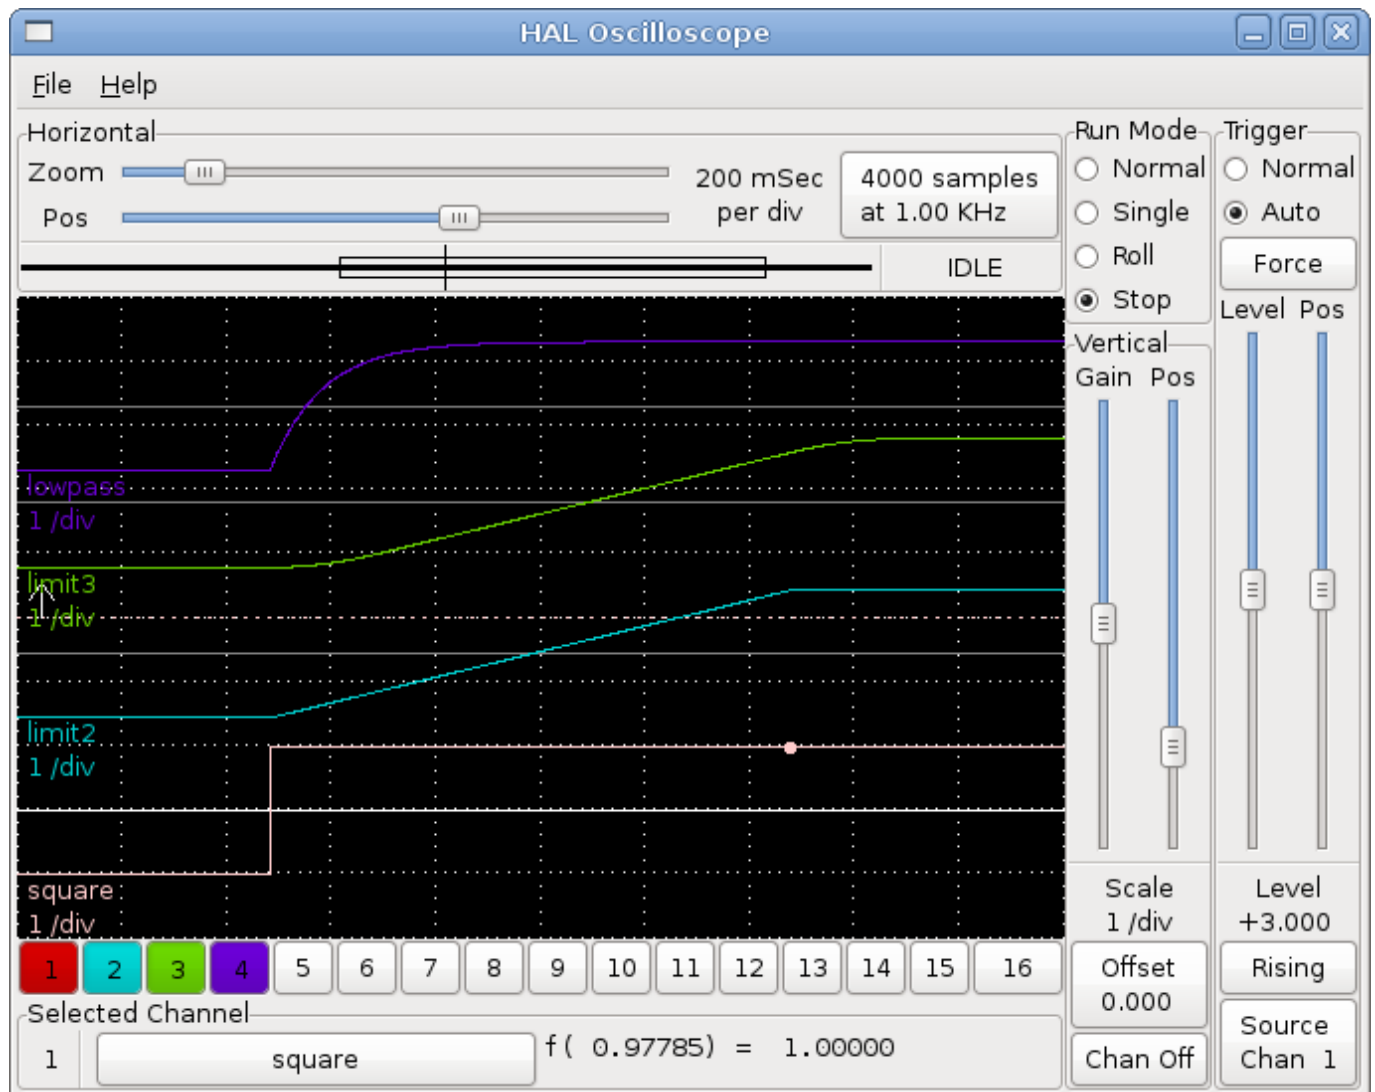 HAL Oscilloscope
File Help
Horizontal
Zoom
Pos
200 mSec
per div
4000 samples
at 1.00 KHz
IDLE
Run Mode
Normal
Single
Roll
Stop
Trigger
Normal
Auto
Force
Level Pos
Vertical
Gain Pos
lowpass
1 /div
limit3
1 /div
limit2
1 /div
square
1 /div
Scale
1 /div
Level
+3.000
1 2 3 4 5 6 7 8 9 10 11 12 13 14 15 16
Offset
0.000
Rising
Selected Channel
1
square
f( 0.97785) = 1.00000
Chan Off
Source
Chan 1